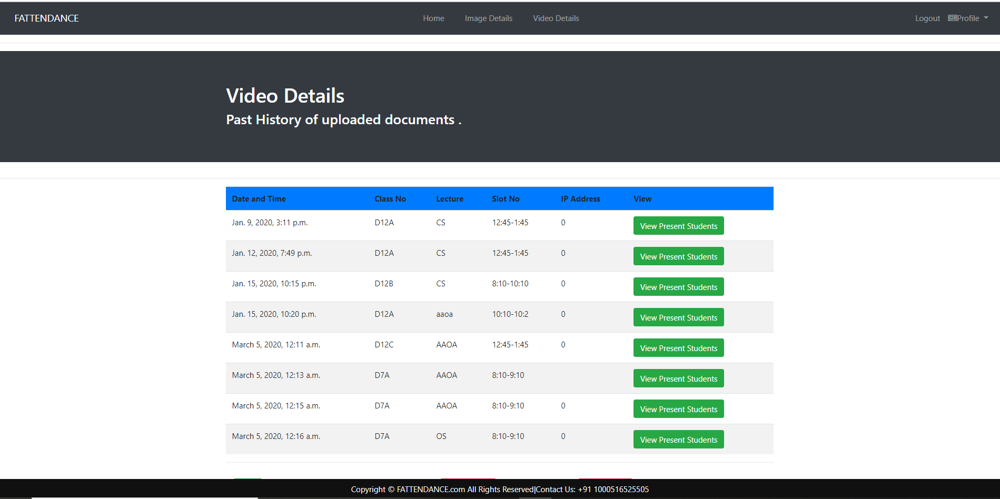 FATTENDANCE Home Image Details Video Details Logout Profile
Video Details
Past History of uploaded documents .
Date and Time Class No Lecture Slot No IP Address View
Jan. 9, 2020, 3:11 p.m. D12A CS 12:45-1:45 0 View Present Students
Jan. 12, 2020, 7:49 p.m. D12A CS 12:45-1:45 0 View Present Students
Jan. 15, 2020, 10:15 p.m. D12B CS 8:10-10:10 0 View Present Students
Jan. 15, 2020, 10:20 p.m. D12A aaoa 10:10-10:2 0 View Present Students
March 5, 2020, 12:11 a.m. D12C AAOA 12:45-1:45 0 View Present Students
March 5, 2020, 12:13 a.m. D7A AAOA 8:10-9:10 View Present Students
March 5, 2020, 12:15 a.m. D7A AAOA 8:10-9:10 0 View Present Students
March 5, 2020, 12:16 a.m. D7A OS 8:10-9:10 0 View Present Students
Copyright © FATTENDANCE.com All Rights Reserved|Contact Us: +91 1000516525505